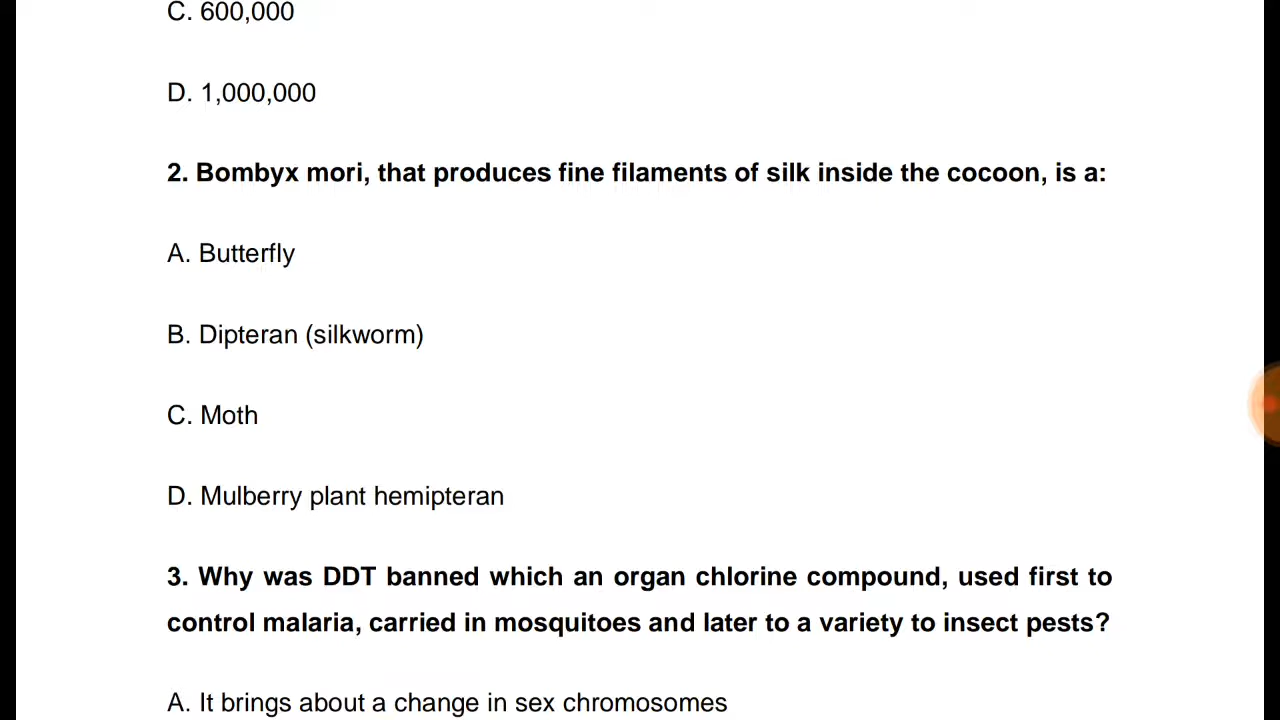 C. 600,000
D. 1,000,000
2. Bombyx mori, that produces fine filaments of silk inside the cocoon, is a:
A. Butterfly
B. Dipteran (silkworm)
C. Moth
D. Mulberry plant hemipteran
3. Why was DDT banned which an organ chlorine compound, used first to
control malaria, carried in mosquitoes and later to a variety to insect pests?
A. It brings about a change in sex chromosomes